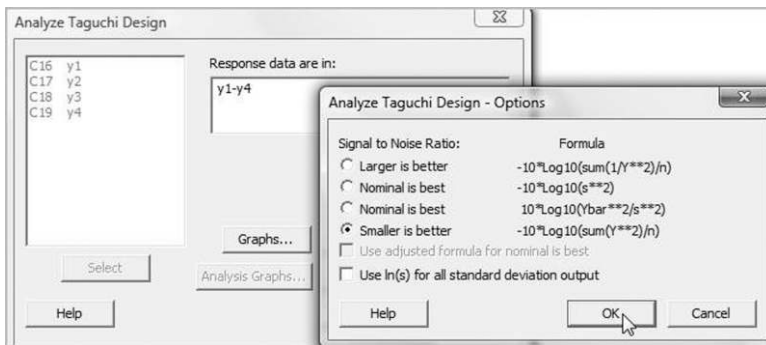 Analyze Taguchi Design
C16 y1
C17 y2
C18 y3
C19 y4
Response data are in:
y1-y4
Graphs...
Select
Analysis Graphs...
Help
Analyze Taguchi Design - Options
Signal to Noise Ratio: Formula
Larger is better -10*Log10(sum(1/Y**2)/n)
Nominal is best -10*Log10(s**2)
Nominal is best 10*Log10(Ybar**2/s**2)
Smaller is better -10*Log10(sum(Y**2)/n)
Use adjusted formula for nominal is best
Use ln(s) for all standard deviation output
Help OK Cancel